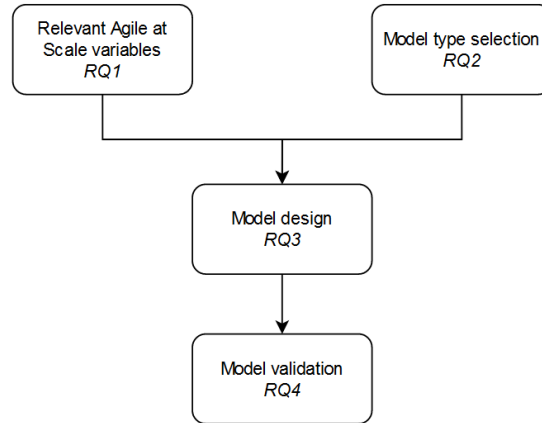 Relevant Agile at
Scale variables
RQ1
Model type selection
RQ2
Model design
RQ3
Model validation
RQ4